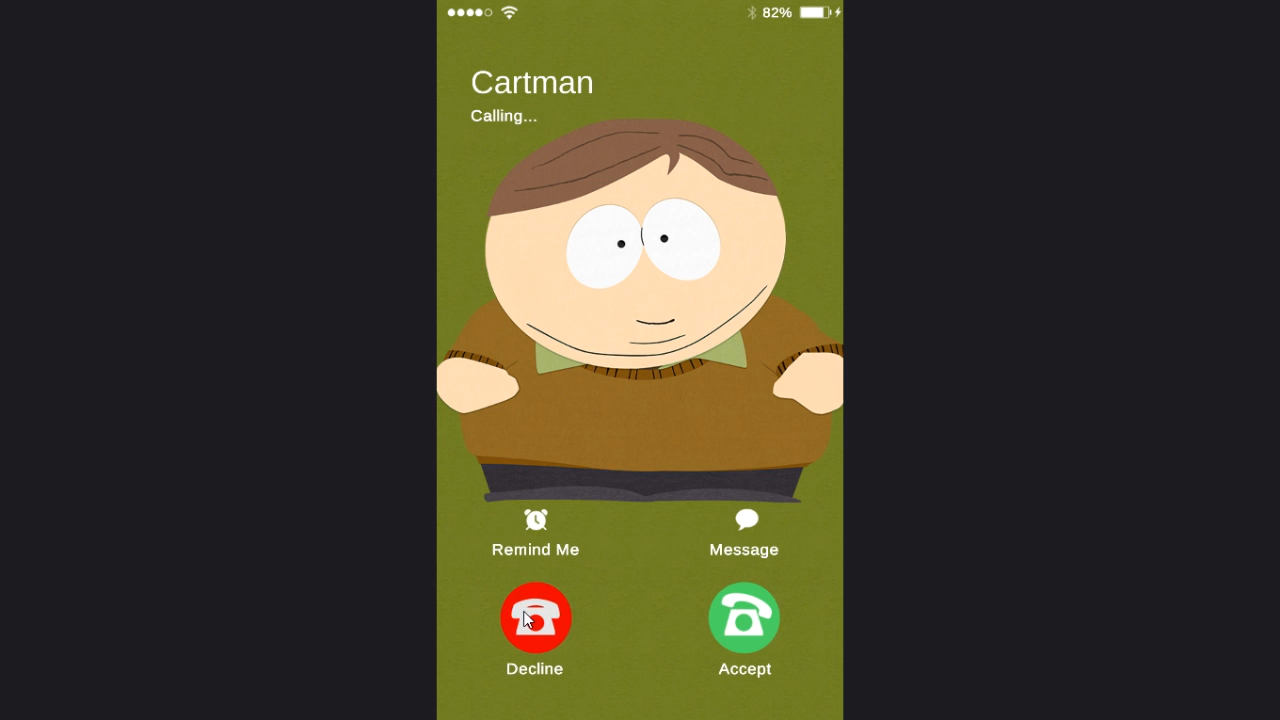 82%
Cartman
Calling...
Remind Me
Message
Decline
Accept